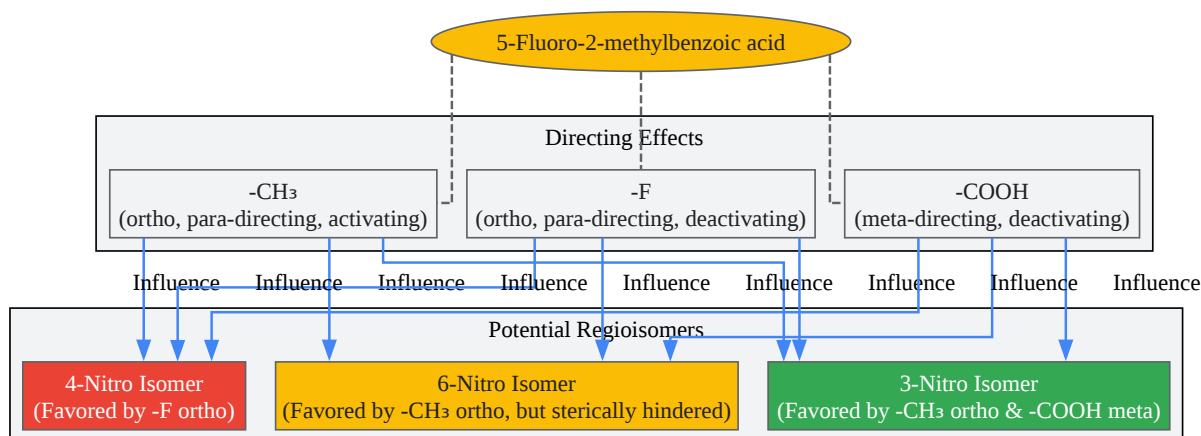 5-Fluoro-2-methylbenzoic acid
Directing Effects
-CH₃
(ortho, para-directing, activating)
-F
(ortho, para-directing, deactivating)
-COOH
(meta-directing, deactivating)
Influence Influence Influence Influence Influence Influence Influence Influence Influence
Potential Regioisomers
4-Nitro Isomer
(Favored by -F ortho)
6-Nitro Isomer
(Favored by -CH₃ ortho, but sterically hindered)
3-Nitro Isomer
(Favored by -CH₃ ortho & -COOH meta)